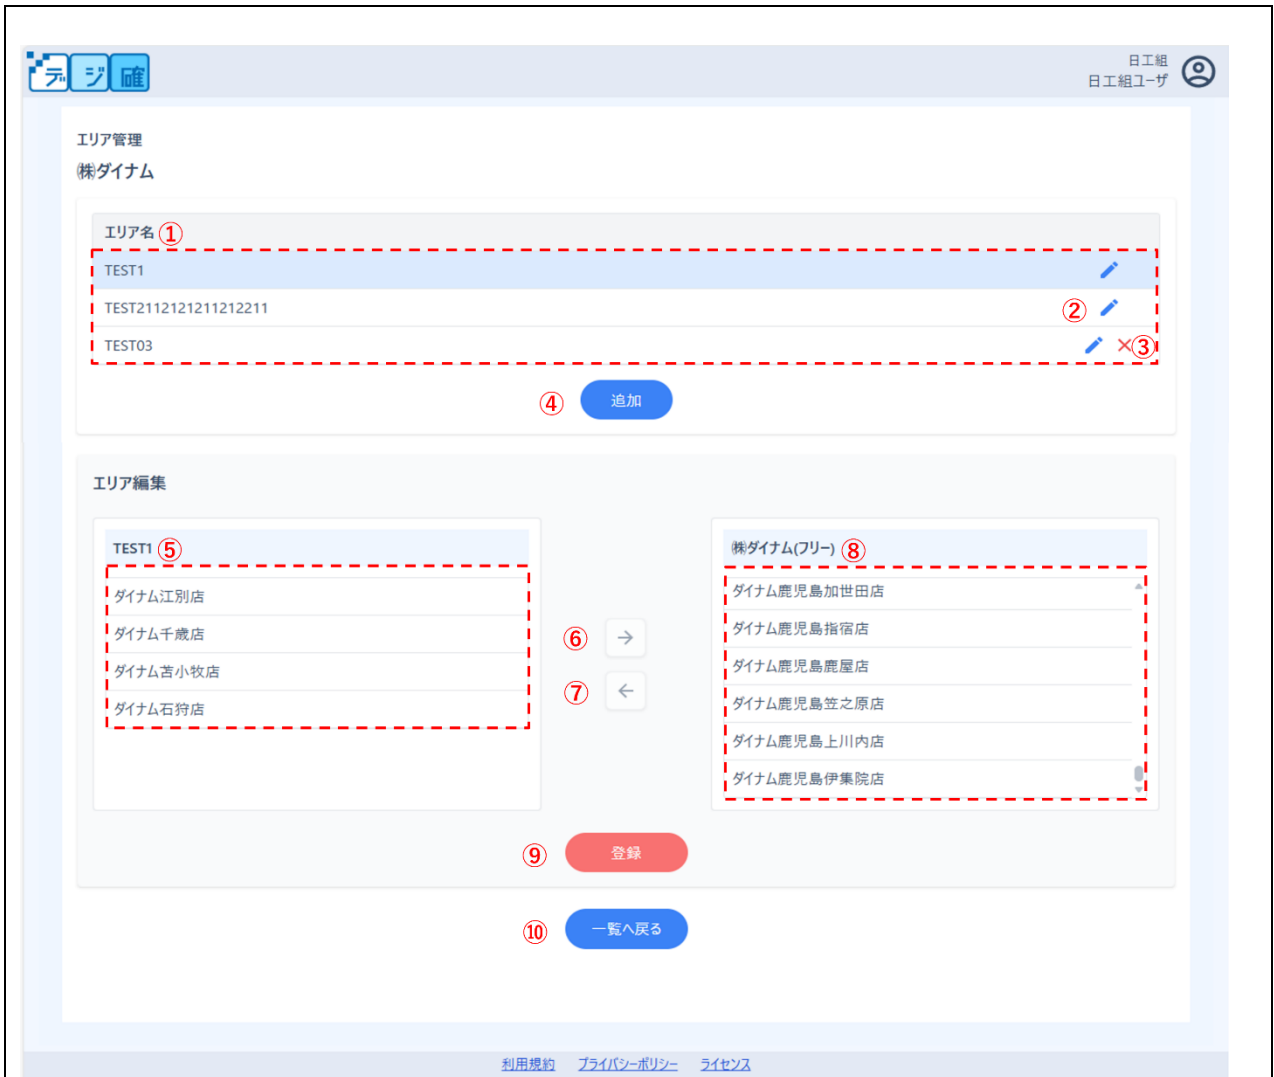 デジ確
日工組
日工組ユーザ
エリア管理
㈱ダイナム
エリア名 ①
TEST1
TEST2112121211212211 ②
TEST03 ③
④ 追加
エリア編集
TEST1 ⑤
ダイナム江別店
ダイナム千歳店
ダイナム苫小牧店
ダイナム石狩店
⑥ →
⑦ ←
㈱ダイナム(フリー) ⑧
ダイナム鹿児島加世田店
ダイナム鹿児島指宿店
ダイナム鹿児島鹿屋店
ダイナム鹿児島笠之原店
ダイナム鹿児島上川内店
ダイナム鹿児島伊集院店
⑨ 登録
⑩ 一覧へ戻る
利用規約 プライバシーポリシー ライセンス